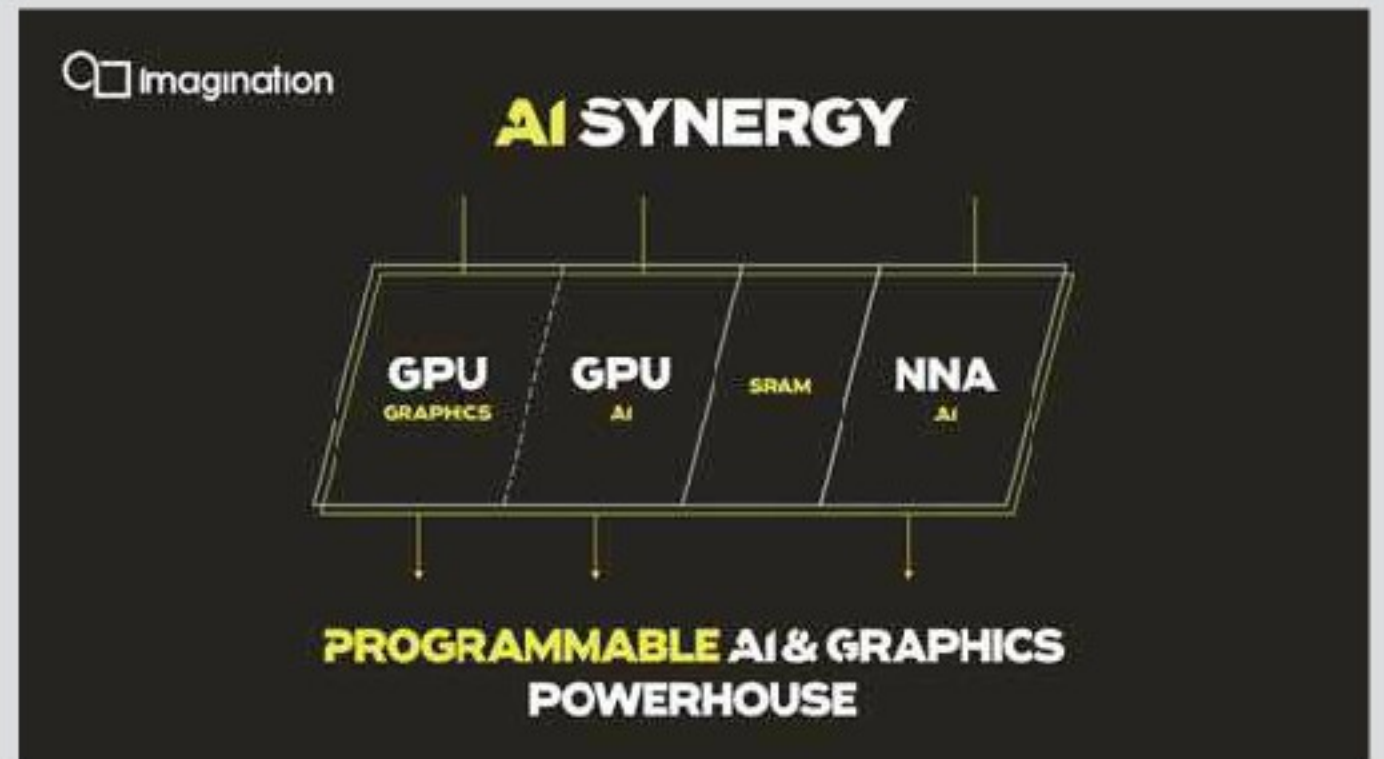 Imagination
AI SYNERGY
GPU
GRAPHICS
GPU
AI
SRAM
NNA
AI
PROGRAMMABLE AI & GRAPHICS
POWERHOUSE